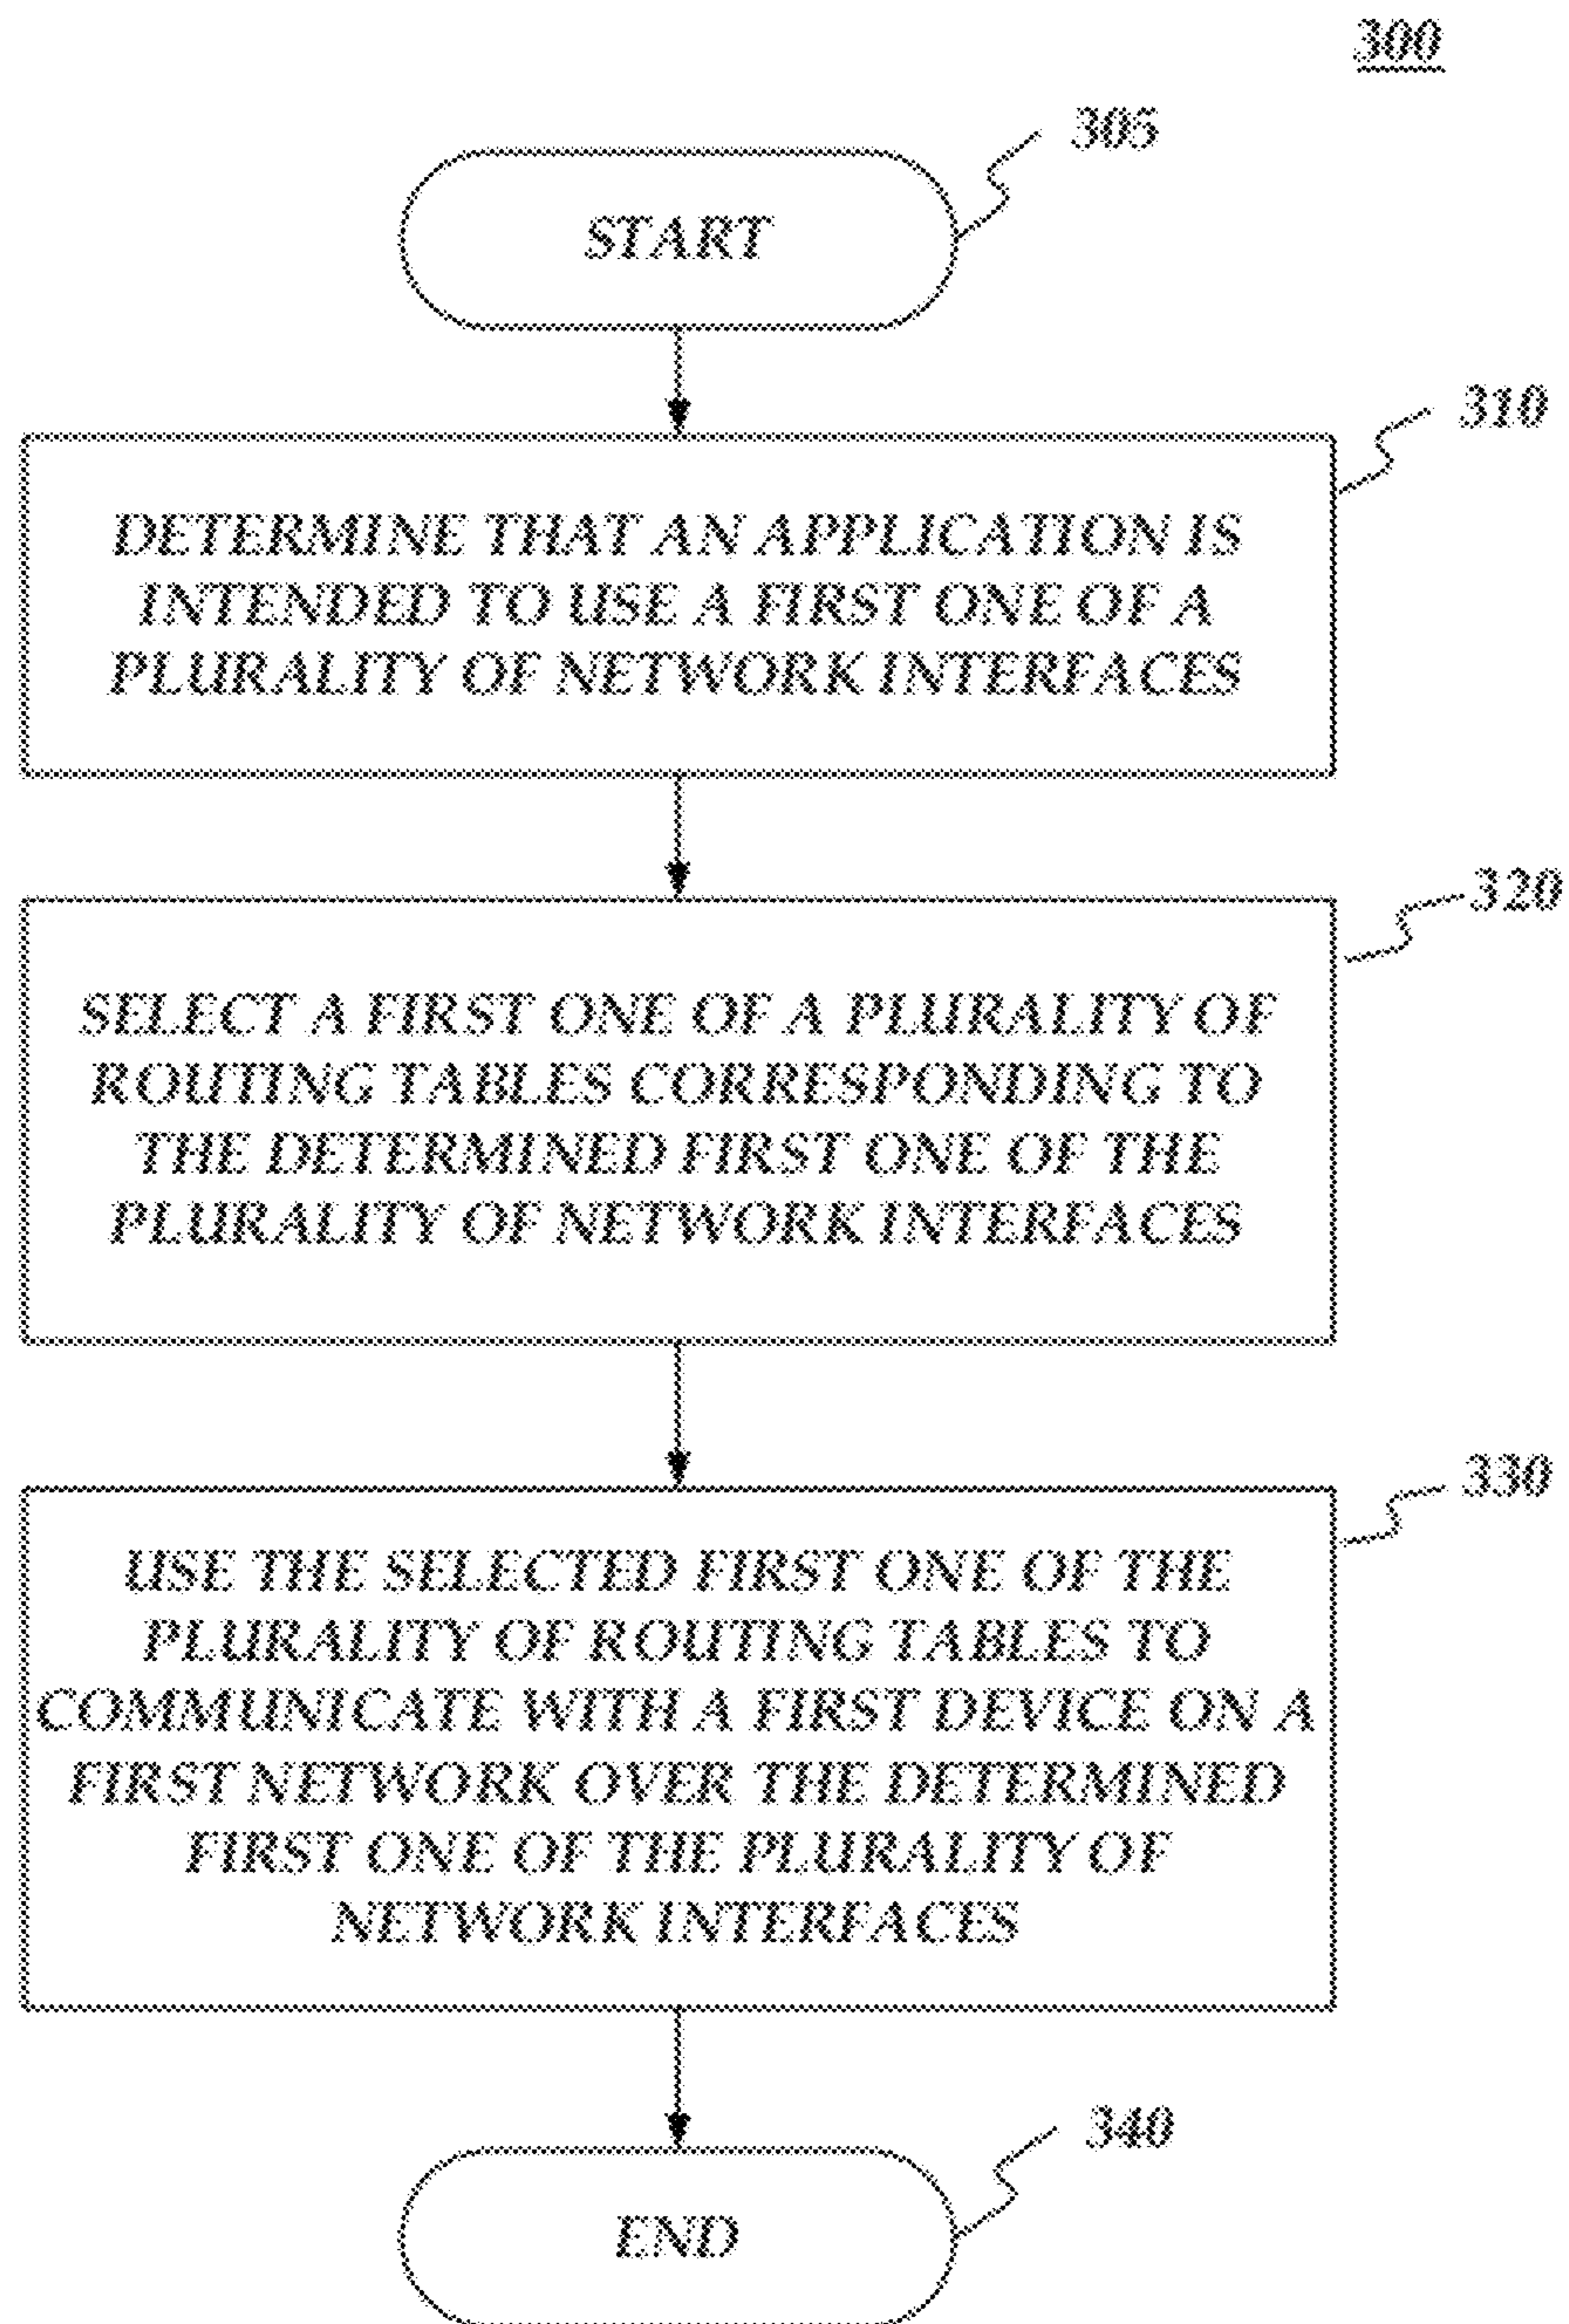 300
305
START
310
DETERMINE THAT AN APPLICATION IS
INTENDED TO USE A FIRST ONE OF A
PLURALITY OF NETWORK INTERFACES
320
SELECT A FIRST ONE OF A PLURALITY OF
ROUTING TABLES CORRESPONDING TO
THE DETERMINED FIRST ONE OF THE
PLURALITY OF NETWORK INTERFACES
330
USE THE SELECTED FIRST ONE OF THE
PLURALITY OF ROUTING TABLES TO
COMMUNICATE WITH A FIRST DEVICE ON A
FIRST NETWORK OVER THE DETERMINED
FIRST ONE OF THE PLURALITY OF
NETWORK INTERFACES
340
END